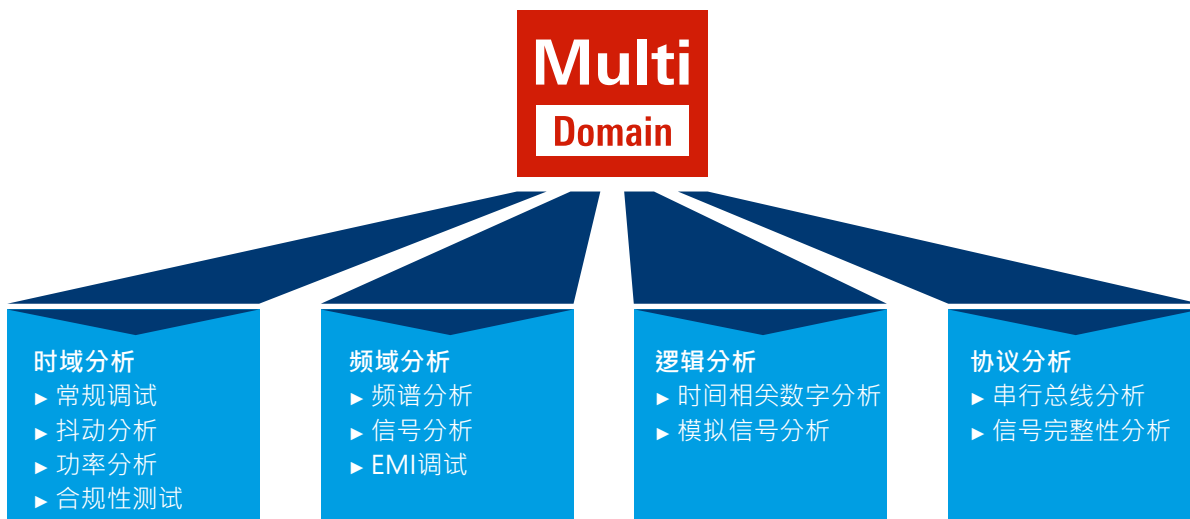 Multi
Domain
时域分析
► 常规调试
► 抖动分析
► 功率分析
► 合规性测试
频域分析
► 频谱分析
► 信号分析
► EMI调试
逻辑分析
► 时间相关数字分析
► 模拟信号分析
协议分析
► 串行总线分析
► 信号完整性分析